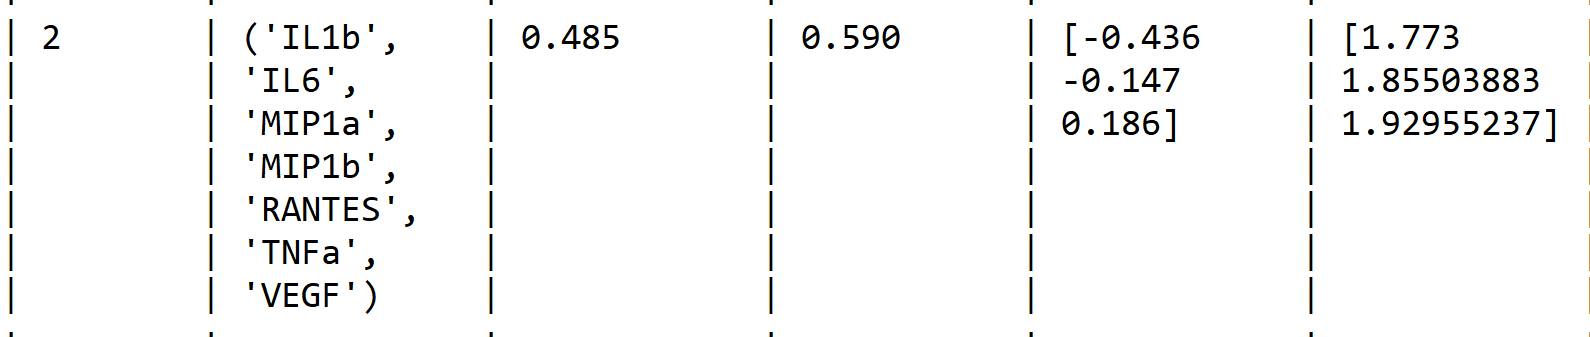 | 2 | ('IL1b', | 0.485 | 0.590 | [-0.436 | [1.773
| | 'IL6', | | | -0.147 | 1.85503883
| | 'MIP1a', | | | 0.186] | 1.92955237]
| | 'MIP1b', | | | |
| | 'RANTES', | | | |
| | 'TNFa', | | | |
| | 'VEGF') | | | |